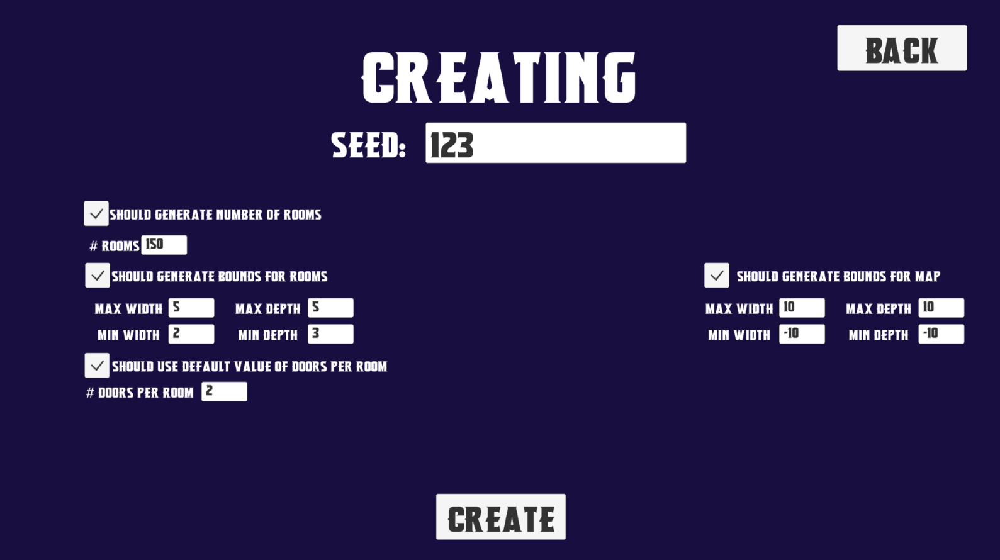 BACK
CREATING
SEED: 123
SHOULD GENERATE NUMBER OF ROOMS
# ROOMS 150
SHOULD GENERATE BOUNDS FOR ROOMS
MAX WIDTH 5 MAX DEPTH 5
MIN WIDTH 2 MIN DEPTH 3
SHOULD USE DEFAULT VALUE OF DOORS PER ROOM
# DOORS PER ROOM 2
SHOULD GENERATE BOUNDS FOR MAP
MAX WIDTH 10 MAX DEPTH 10
MIN WIDTH -10 MIN DEPTH -10
CREATE